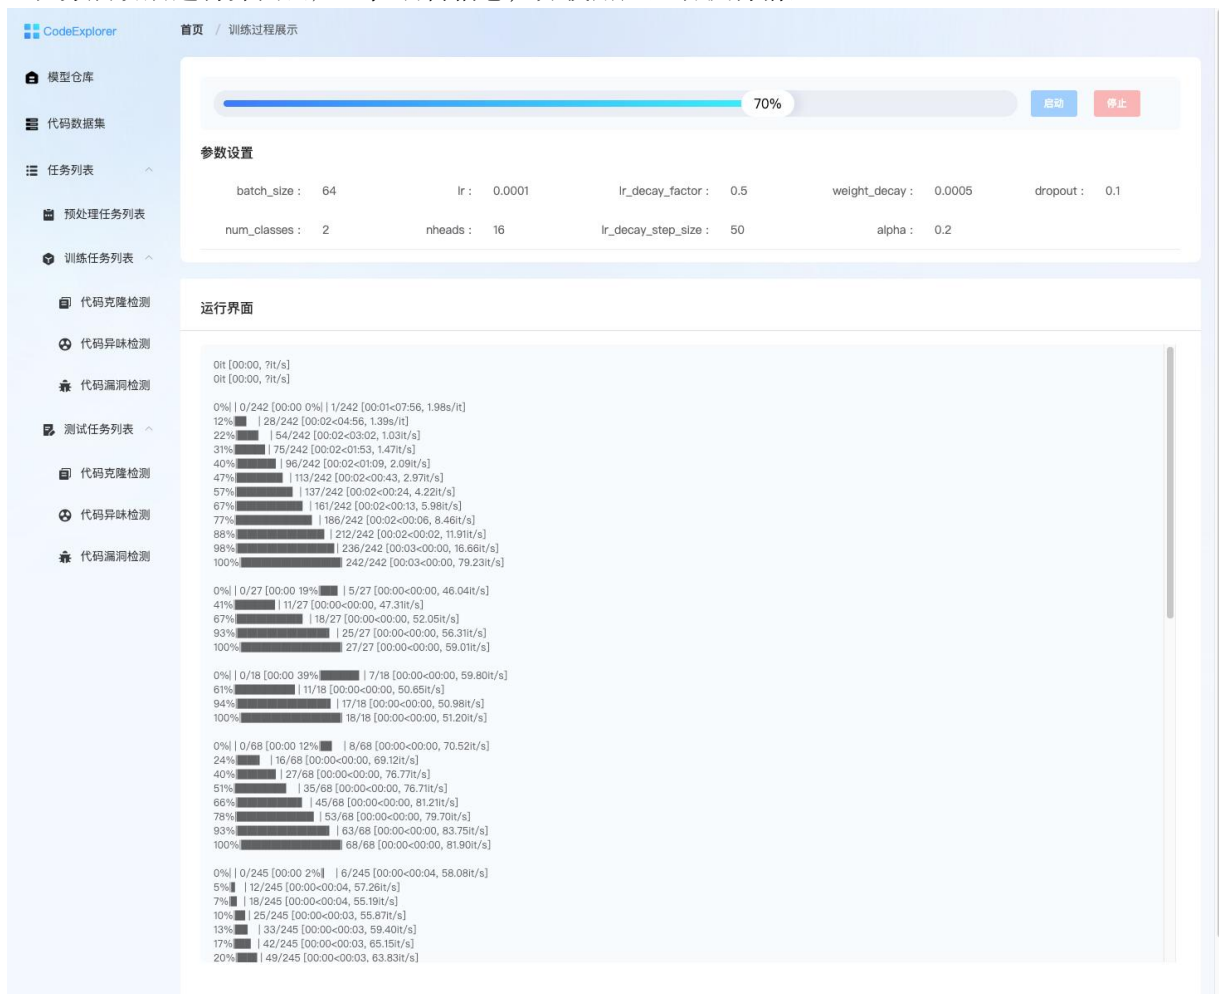 CodeExplorer
首页 / 训练过程展示
模型仓库
代码数据集
任务列表
预处理任务列表
训练任务列表
代码克隆检测
代码异味检测
代码漏洞检测
测试任务列表
代码克隆检测
代码异味检测
代码漏洞检测
70%
启动 停止
参数设置
batch_size : 64 lr : 0.0001 lr_decay_factor : 0.5 weight_decay : 0.0005 dropout : 0.1
num_classes : 2 nheads : 16 lr_decay_step_size : 50 alpha : 0.2
运行界面
0it [00:00, ?it/s]
0it [00:00, ?it/s]
0%| | 0/242 [00:00 0%| | 1/242 [00:01<07:56, 1.98s/it]
12%|██ | 28/242 [00:02<04:56, 1.39s/it]
22%|███ | 54/242 [00:02<03:02, 1.03it/s]
31%|████ | 75/242 [00:02<01:53, 1.47it/s]
40%|█████ | 96/242 [00:02<01:09, 2.09it/s]
47%|██████ | 113/242 [00:02<00:43, 2.97it/s]
57%|███████ | 137/242 [00:02<00:24, 4.22it/s]
67%|████████ | 161/242 [00:02<00:13, 5.98it/s]
77%|█████████ | 186/242 [00:02<00:06, 8.46it/s]
88%|██████████ | 212/242 [00:02<00:02, 11.91it/s]
98%|███████████ | 236/242 [00:03<00:00, 16.66it/s]
100%|████████████| 242/242 [00:03<00:00, 79.23it/s]
0%| | 0/27 [00:00 19%|██ | 5/27 [00:00<00:00, 46.04it/s]
41%|█████ | 11/27 [00:00<00:00, 47.31it/s]
67%|████████ | 18/27 [00:00<00:00, 52.05it/s]
93%|███████████ | 25/27 [00:00<00:00, 56.31it/s]
100%|████████████| 27/27 [00:00<00:00, 59.01it/s]
0%| | 0/18 [00:00 39%|█████ | 7/18 [00:00<00:00, 59.80it/s]
61%|███████ | 11/18 [00:00<00:00, 50.65it/s]
94%|███████████ | 17/18 [00:00<00:00, 50.98it/s]
100%|████████████| 18/18 [00:00<00:00, 51.20it/s]
0%| | 0/68 [00:00 12%|█ | 8/68 [00:00<00:00, 70.52it/s]
24%|███ | 16/68 [00:00<00:00, 69.12it/s]
40%|█████ | 27/68 [00:00<00:00, 76.77it/s]
51%|██████ | 35/68 [00:00<00:00, 76.71it/s]
66%|████████ | 45/68 [00:00<00:00, 81.21it/s]
78%|█████████ | 53/68 [00:00<00:00, 79.70it/s]
93%|███████████ | 63/68 [00:00<00:00, 83.75it/s]
100%|████████████| 68/68 [00:00<00:00, 81.90it/s]
0%| | 0/245 [00:00 2%|▏ | 6/245 [00:00<00:04, 58.08it/s]
5%|▌ | 12/245 [00:00<00:04, 57.26it/s]
7%|▋ | 18/245 [00:00<00:04, 55.19it/s]
10%|█ | 25/245 [00:00<00:03, 55.87it/s]
13%|█ | 33/245 [00:00<00:03, 59.40it/s]
17%|██ | 42/245 [00:00<00:03, 65.15it/s]
20%|██ | 49/245 [00:00<00:03, 63.83it/s]